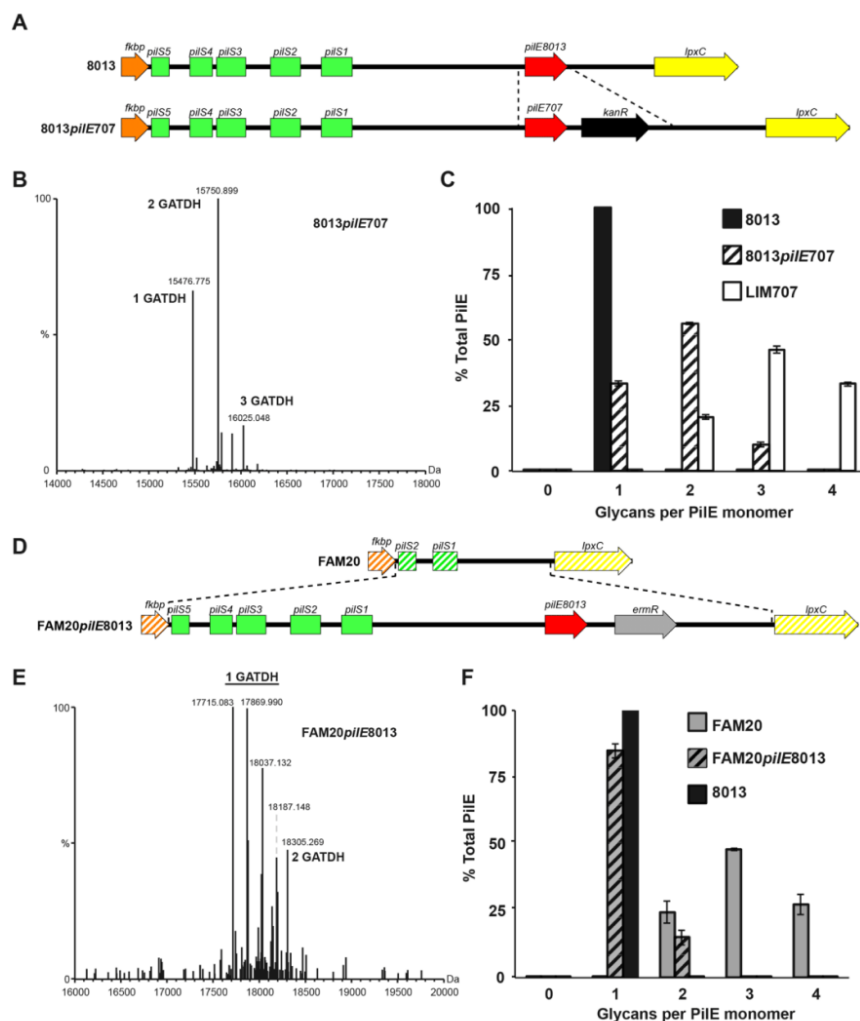 A
fkbp pilS5 pilS4 pilS3 pilS2 pilS1 pilE8013 lpxC
8013
fkbp pilS5 pilS4 pilS3 pilS2 pilS1 pilE707 kanR lpxC
8013pilE707
B
100
2 GATDH
15750.899
8013pilE707
15476.775
1 GATDH
%
3 GATDH
16025.048
0
Da
14000 14500 15000 15500 16000 16500 17000 17500 18000
C
100
75
50
25
0
% Total PilE
8013
8013pilE707
LIM707
0 1 2 3 4
Glycans per PilE monomer
D
fkbp pilS2 pilS1 lpxC
FAM20
fkbp pilS5 pilS4 pilS3 pilS2 pilS1 pilE8013 ermR lpxC
FAM20pilE8013
E
1 GATDH
100
17715.083 17869.990
FAM20pilE8013
18037.132
18187.148
18305.269
2 GATDH
%
0
Da
16000 16500 17000 17500 18000 18500 19000 19500 20000
F
100
75
50
25
0
% Total PilE
FAM20
FAM20pilE8013
8013
0 1 2 3 4
Glycans per PilE monomer